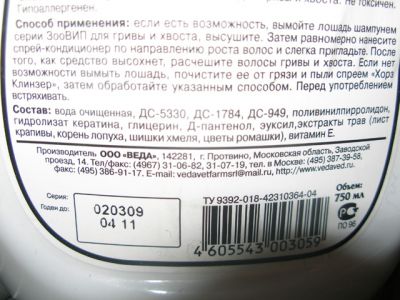 Гипоаллергенен.
Способ применения: если есть возможность, вымойте лошадь шампунем
серии ЗооВИП для гривы и хвоста, высушите. Затем равномерно нанесите
спрей-кондиционер по направлению роста волос и слегка пригладьте. После
того, как средство высохнет, расчешите волосы гривы и хвоста. Если нет
возможности вымыть лошадь, почистите ее от грязи и пыли спреем «Хорз
Клинзер», затем обработайте указанным способом. Перед употреблением
встряхивать.
Состав: вода очищенная, ДС-5330, ДС-1784, ДС-949, поливинилпирролидон,
гидролизат кератина, глицерин, Д-пантенол, эуксил,экстракты трав (лист
крапивы, корень лопуха, шишки хмеля, цветы ромашки), витамин Е.
Производитель ООО «ВЕДА», 142281, г. Протвино, Московская область, Заводской
проезд, 14. Тел/Факс: (4967) 31-06-82, 31-07-19, в Москве т. (495) 387-39-58,
т/ф. (495) 386-91-17. E-mail: vedavetfarmsrl@mail.ru, www.vedaved.ru
Серия:
Годен до:
020309
04 11
ТУ 9392-018-42310364-04
4 605543 003059
Объем:
750 мл
РО 96